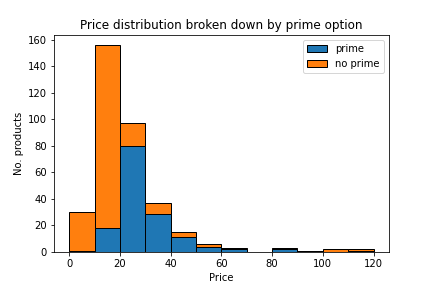 Price distribution broken down by prime option
prime
no prime
160
140
120
100
80
60
40
20
0
No. products
0 20 40 60 80 100 120
Price